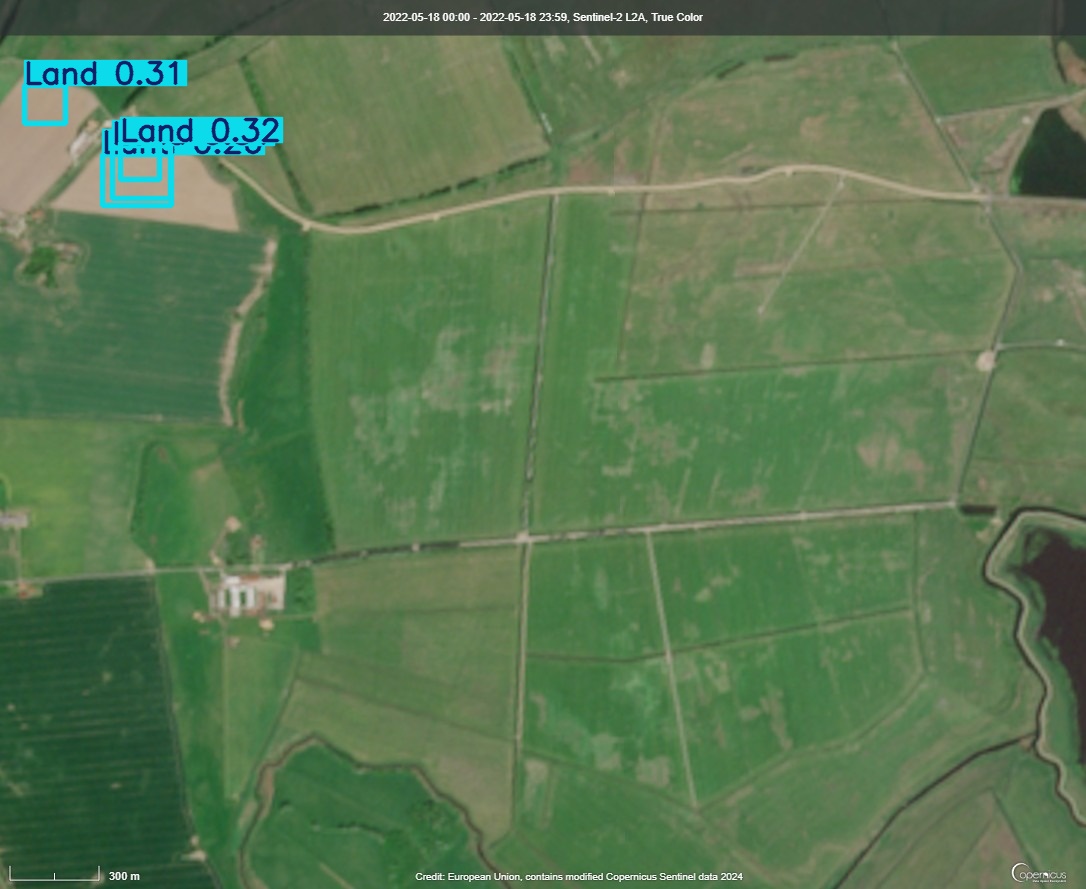 2022-05-18 00:00 - 2022-05-18 23:59, Sentinel-2 L2A, True Color
Land 0.31
Land 0.32
300 m
Credit: European Union, contains modified Copernicus Sentinel data 2024
opernicus